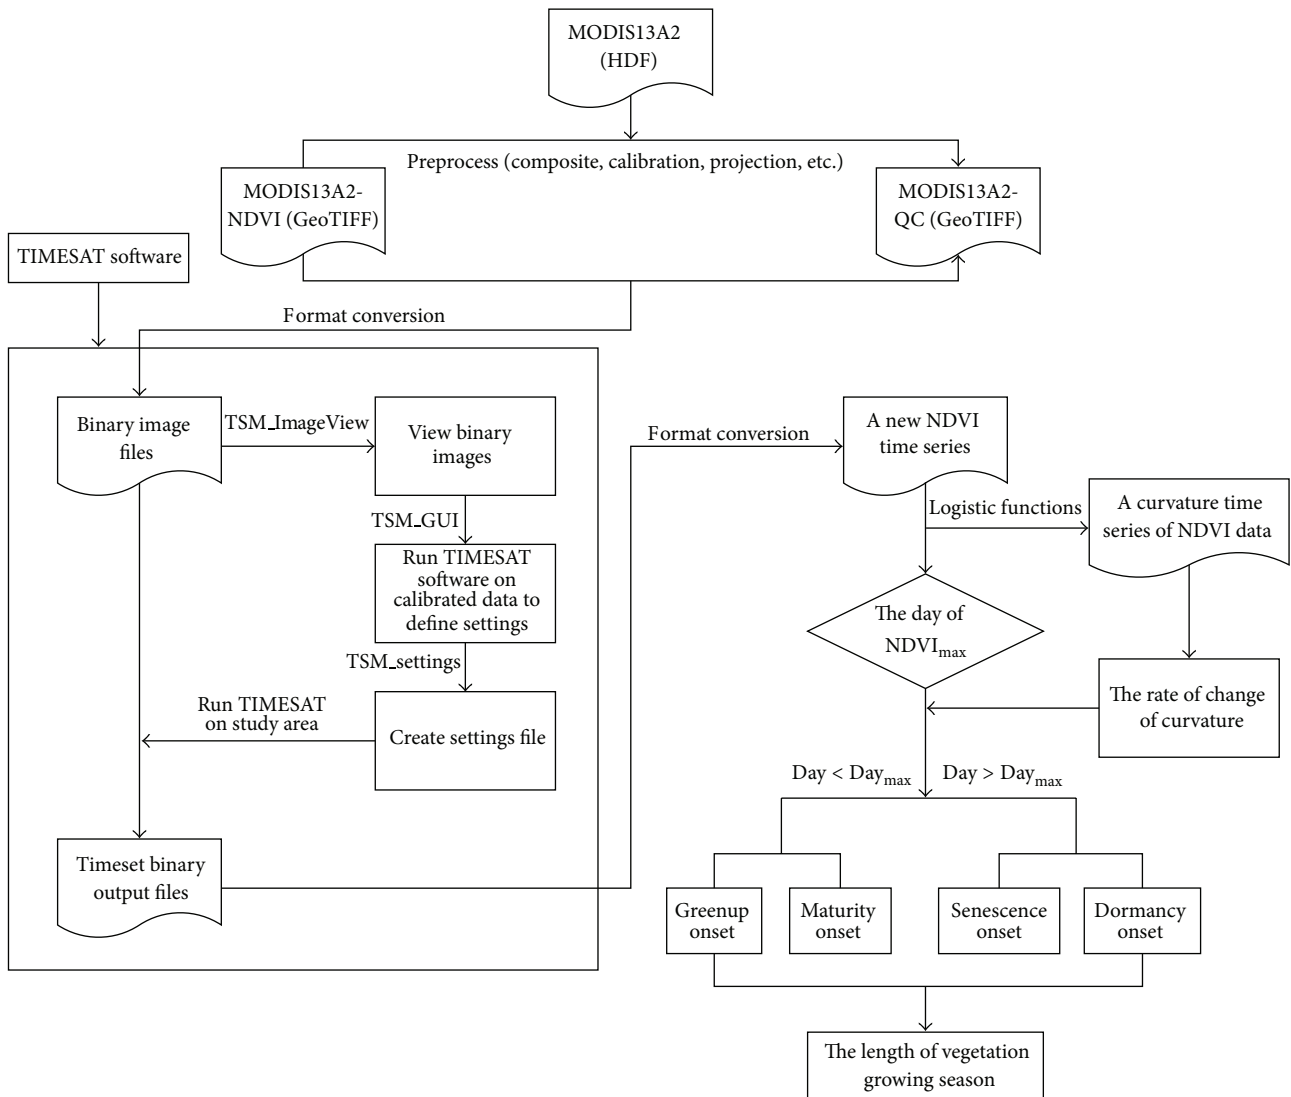 MODIS13A2
(HDF)
Preprocess (composite, calibration, projection, etc.)
MODIS13A2-
NDVI (GeoTIFF)
MODIS13A2-
QC (GeoTIFF)
TIMESAT software
Format conversion
Binary image
files
TSM_ImageView
View binary
images
TSM_GUI
Run TIMESAT
software on
calibrated data to
define settings
TSM_settings
Run TIMESAT
on study area
Create settings file
Timeset binary
output files
Format conversion
A new NDVI
time series
Logistic functions
A curvature time
series of NDVI data
The day of
NDVImax
The rate of change
of curvature
Day < Daymax
Day > Daymax
Greenup
onset
Maturity
onset
Senescence
onset
Dormancy
onset
The length of vegetation
growing season